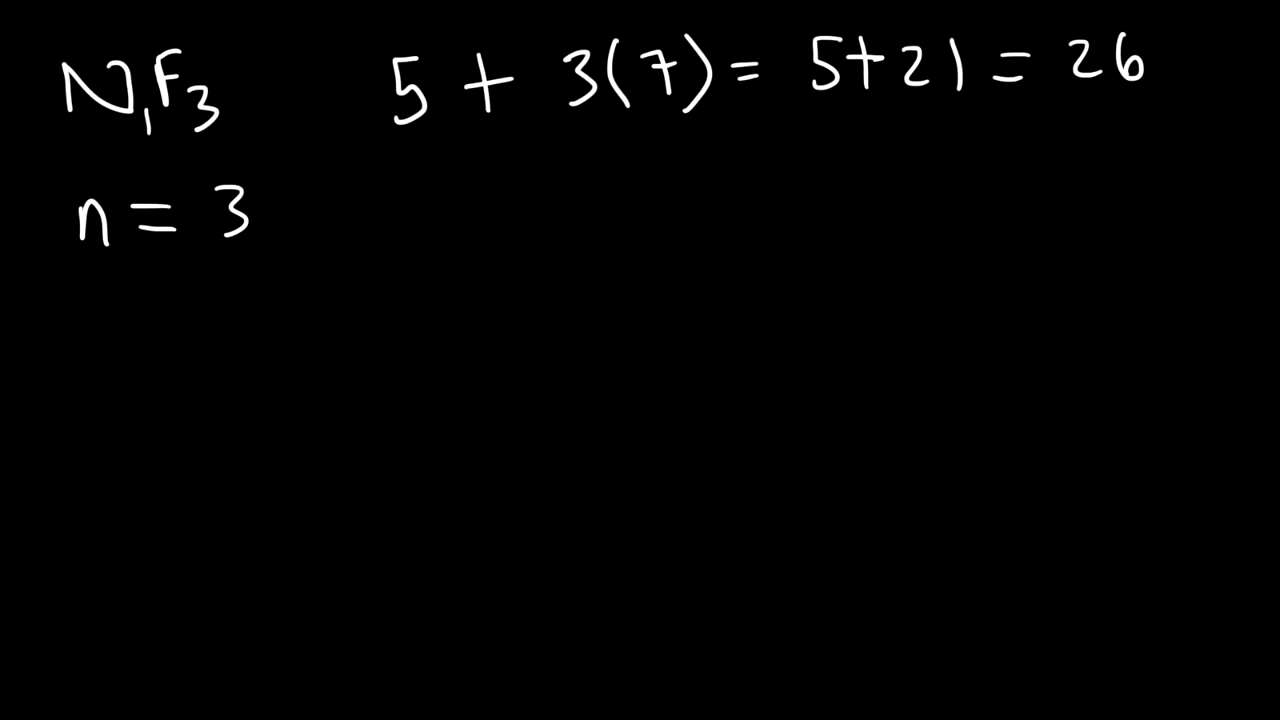 N₁F₃ 5 + 3(7) = 5+21 = 26
n = 3